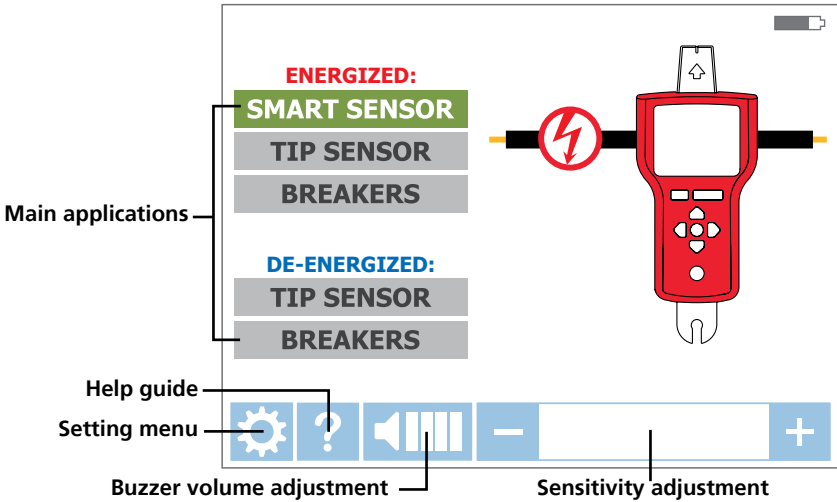 ENERGIZED:
SMART SENSOR
TIP SENSOR
BREAKERS
Main applications
DE-ENERGIZED:
TIP SENSOR
BREAKERS
Help guide
Setting menu
?
Buzzer volume adjustment
Sensitivity adjustment